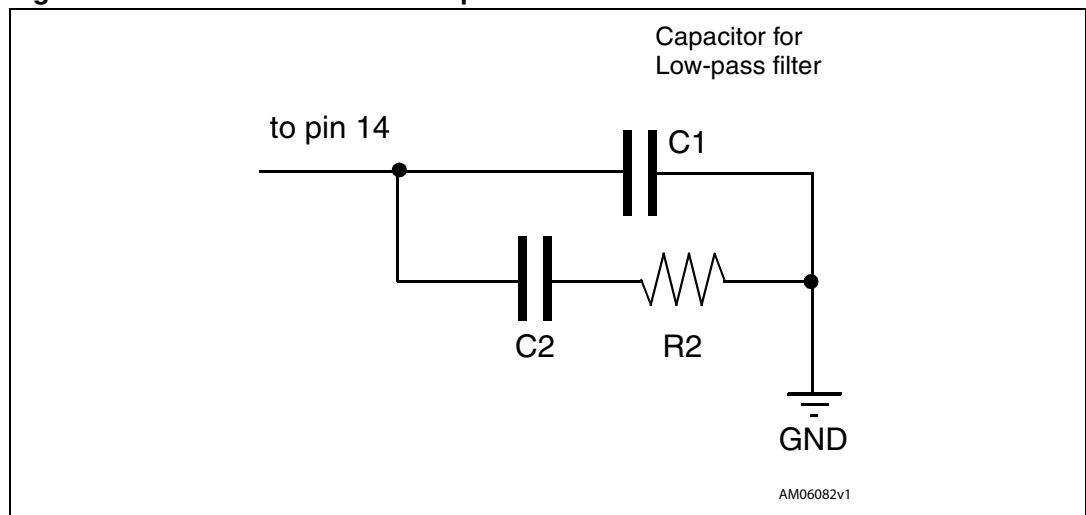 Capacitor for
Low-pass filter
to pin 14
C1
C2
R2
GND
AM06082v1